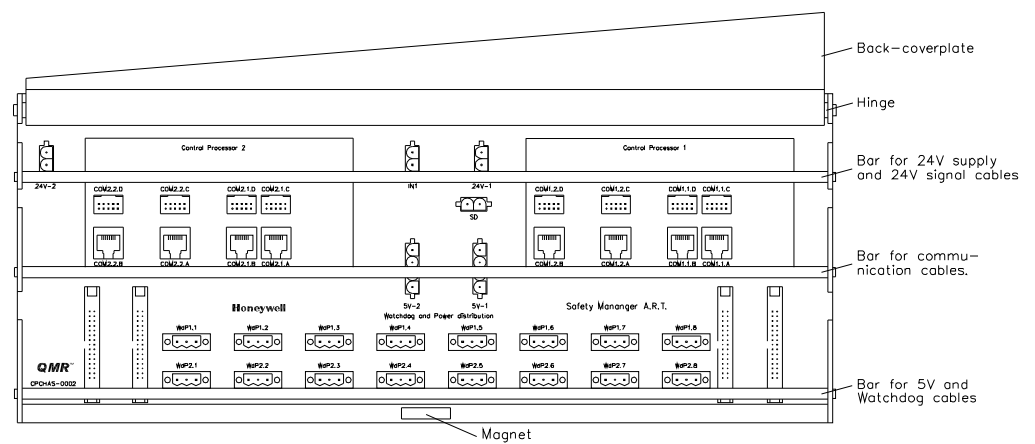 Back-coverplate
Hinge
Control Processor 2
Control Processor 1
Bar for 24V supply
and 24V signal cables
24V-2
IN1
24V-1
COM2.2.D
COM2.2.C
COM2.1.D
COM2.1.C
COM1.2.D
COM1.2.C
COM1.1.D
COM1.1.C
SD
COM2.2.B
COM2.2.A
COM2.1.B
COM2.1.A
COM1.2.B
COM1.2.A
COM1.1.B
COM1.1.A
Bar for commu-
nication cables.
5V-2
5V-1
Honeywell
Safety Mananger A.R.T.
Watchdog and Power distribution
WdP1.1
WdP1.2
WdP1.3
WdP1.4
WdP1.5
WdP1.6
WdP1.7
WdP1.8
WdP2.1
WdP2.2
WdP2.3
WdP2.4
WdP2.5
WdP2.6
WdP2.7
WdP2.8
QMR™
CPCHAS-0002
Bar for 5V and
Watchdog cables
Magnet